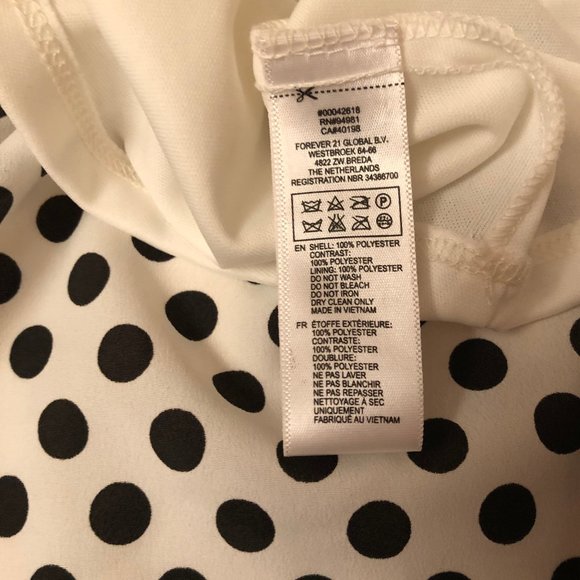 #00042618
RN#94981
CA#40198
FOREVER 21 GLOBAL B.V.
WESTBROEK 64-66
4822 ZW BREDA
THE NETHERLANDS
REGISTRATION NBR 34386700
P
EN SHELL: 100% POLYESTER
CONTRAST:
100% POLYESTER
LINING: 100% POLYESTER
DO NOT WASH
DO NOT BLEACH
DO NOT IRON
DRY CLEAN ONLY
MADE IN VIETNAM
FR ÉTOFFE EXTÉRIEURE:
100% POLYESTER
CONTRASTE:
100% POLYESTER
DOUBLURE:
100% POLYESTER
NE PAS LAVER
NE PAS BLANCHIR
NE PAS REPASSER
NETTOYAGE À SEC
UNIQUEMENT
FABRIQUÉ AU VIETNAM